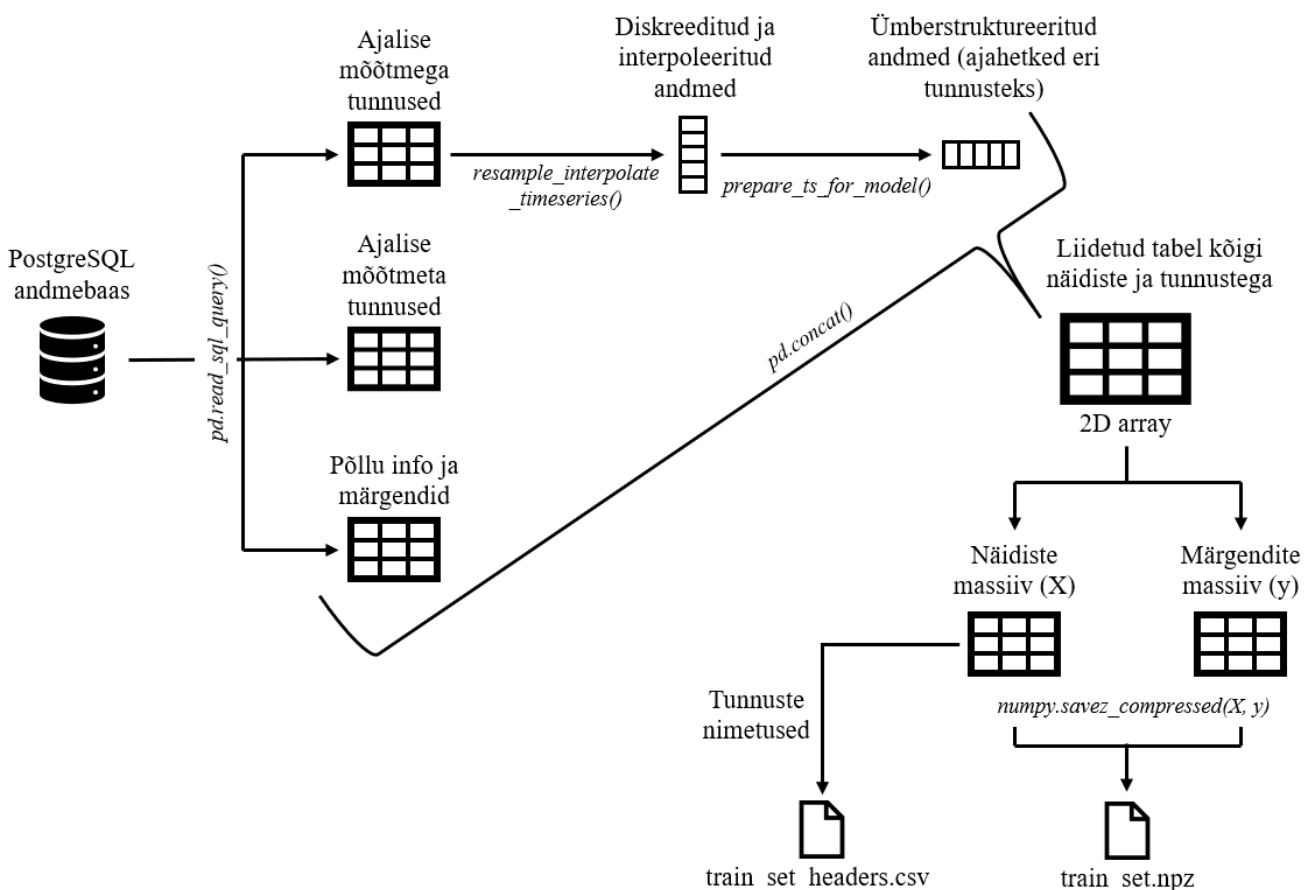 Ajalise
mõõtmega
tunnused
Diskreeditud ja
interpoleeritud
andmed
Ümberstruktureeritud
andmed (ajahetked eri
tunnusteks)
resample_interpolate
_timeseries()
prepare_ts_for_model()
PostgreSQL
andmebaas
pd.read_sql_query()
Ajalise
mõõtmeta
tunnused
pd.concat()
Liidetud tabel kõigi
näidiste ja tunnustega
2D array
Põllu info ja
märgendid
Näidiste
massiiv (X)
Märgendite
massiiv (y)
Tunnuste
nimetused
numpy.savez_compressed(X, y)
train_set_headers.csv
train_set.npz